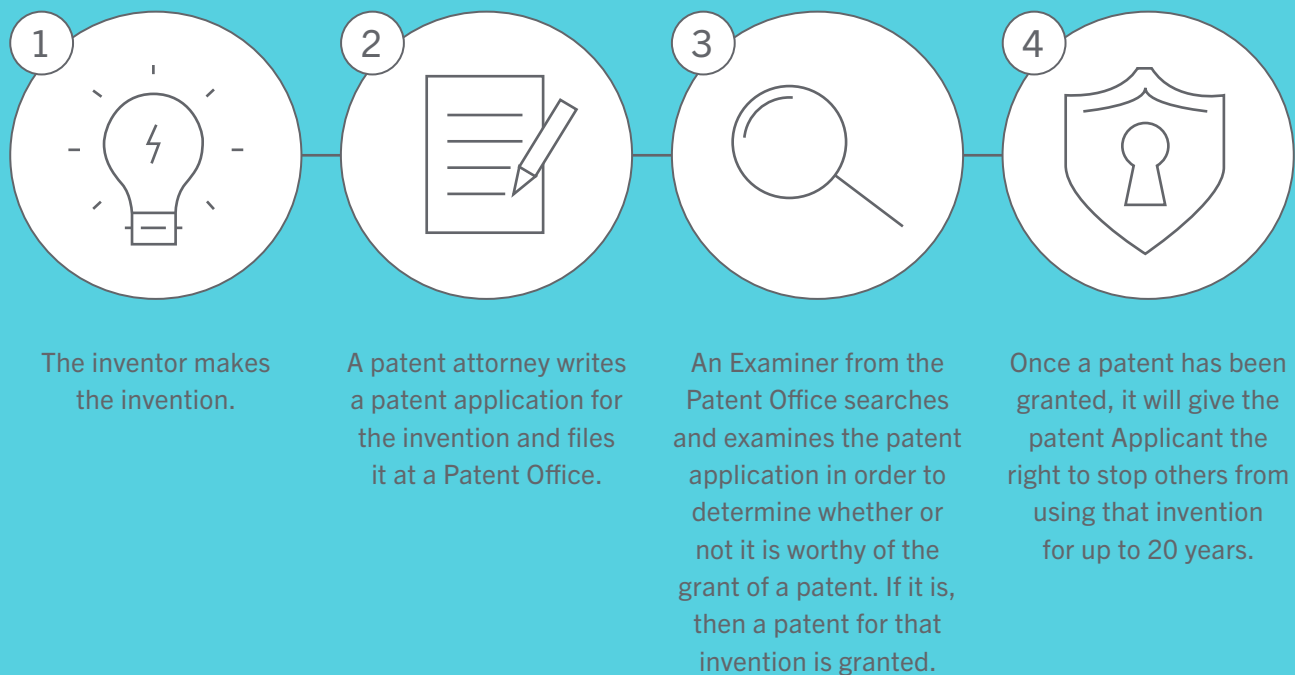 1
The inventor makes
the invention.
2
A patent attorney writes
a patent application for
the invention and files
it at a Patent Office.
3
An Examiner from the
Patent Office searches
and examines the patent
application in order to
determine whether or
not it is worthy of the
grant of a patent. If it is,
then a patent for that
invention is granted.
4
Once a patent has been
granted, it will give the
patent Applicant the
right to stop others from
using that invention
for up to 20 years.